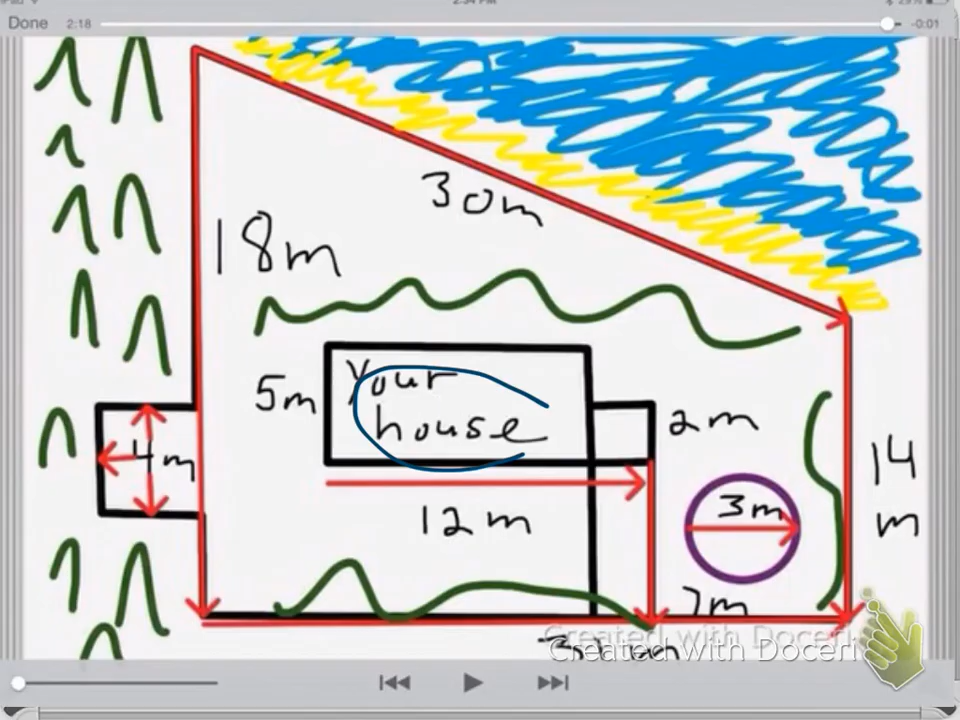 Done 2:18 -0:01
30m
18m
5m
your
house
2m
4m
14
m
3m
12m
7m
Created with Doceri